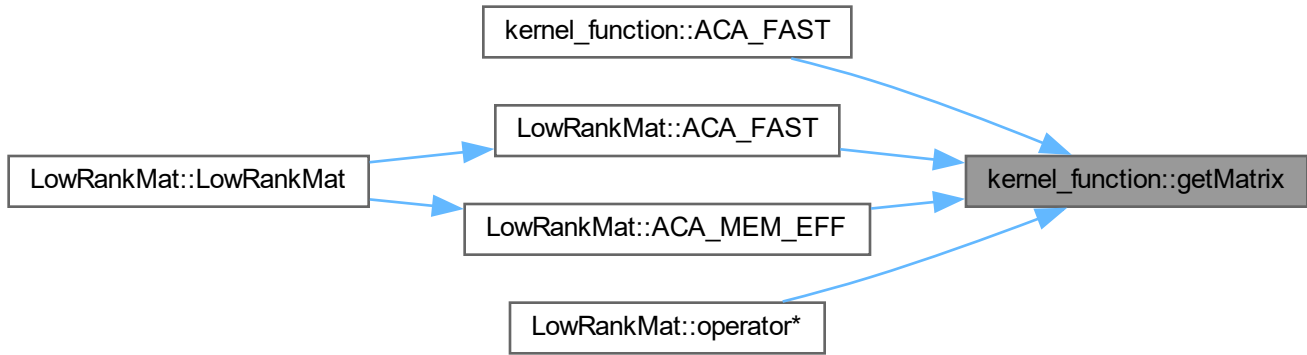 kernel_function::ACA_FAST
LowRankMat::ACA_FAST
LowRankMat::LowRankMat
kernel_function::getMatrix
LowRankMat::ACA_MEM_EFF
LowRankMat::operator*